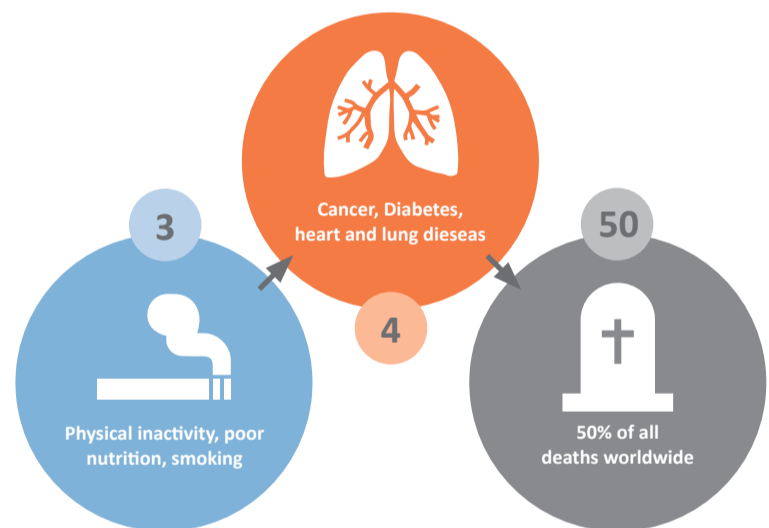 3
Physical inactivity, poor
nutrition, smoking
Cancer, Diabetes,
heart and lung dieseas
4
50
50% of all
deaths worldwide